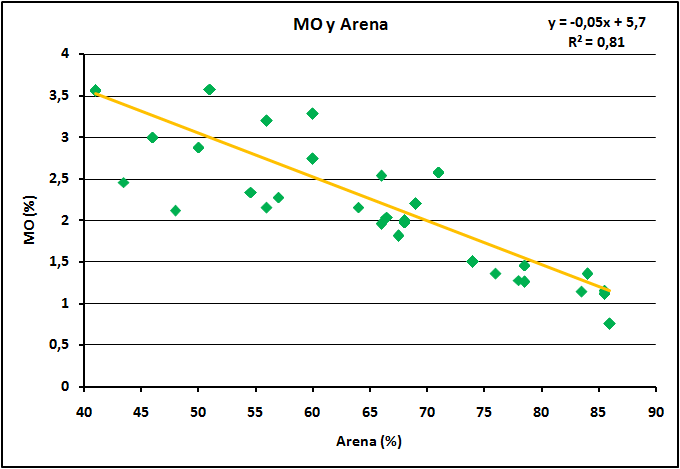 MO y Arena
y = -0,05x + 5,7
R² = 0,81
4
3,5
3
2,5
2
1,5
1
0,5
0
MO (%)
40 45 50 55 60 65 70 75 80 85 90
Arena (%)